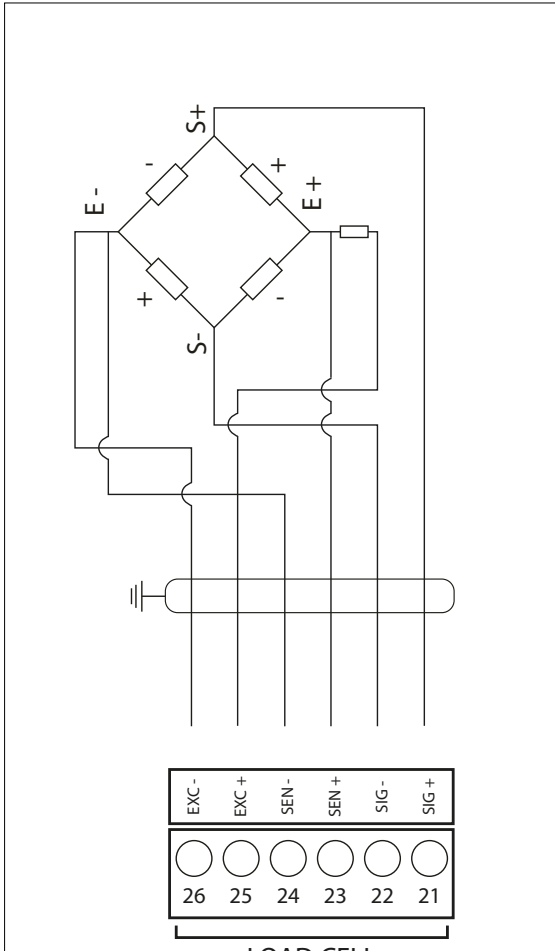 S+
-
+
E -
E +
+
-
S-
EXC -
EXC +
SEN -
SEN +
SIG -
SIG +
26 25 24 23 22 21
LOAD CELL